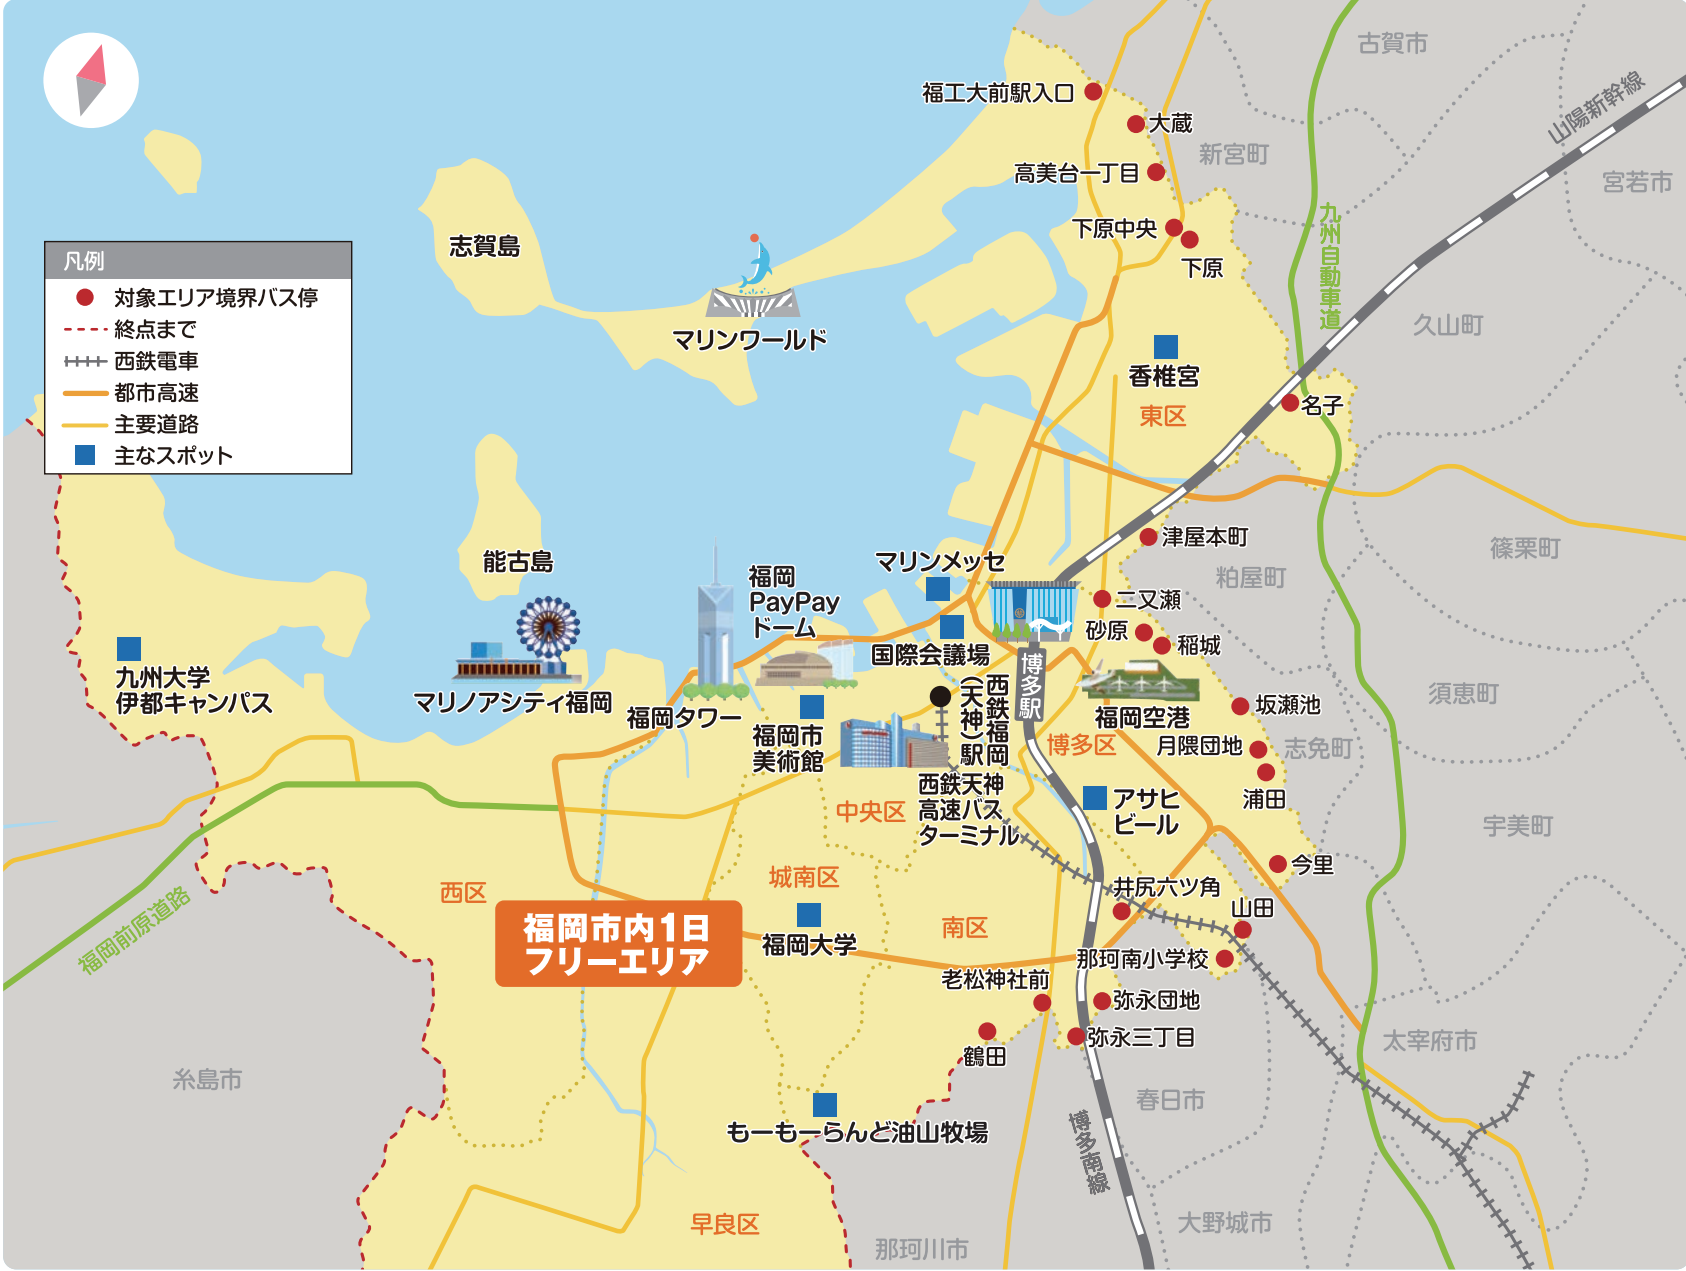 古賀市
福工大前駅入口
大蔵
山陽新幹線
新宮町
高美台一丁目
宮若市
下原中央
九州自動車道
志賀島
下原
凡例
対象エリア境界バス停
終点まで
西鉄電車
都市高速
主要道路
主なスポット
久山町
マリンワールド
香椎宮
東区
名子
津屋本町
篠栗町
能古島
マリンメッセ
福岡
PayPay
ドーム
粕屋町
二又瀬
砂原
稲城
国際会議場
博多駅
九州大学
伊都キャンパス
マリノアシティ福岡
福岡タワー
西鉄福岡
（天神）駅
福岡空港
須恵町
坂瀬池
福岡市
美術館
博多区
月隈団地
志免町
西鉄天神
高速バス
ターミナル
アサヒ
ビール
浦田
中央区
宇美町
今里
城南区
西区
井尻六ツ角
山田
福岡市内1日
フリーエリア
福岡前原道路
福岡大学
南区
那珂南小学校
老松神社前
弥永団地
弥永三丁目
鶴田
太宰府市
糸島市
春日市
もーもーらんど油山牧場
博多南線
早良区
大野城市
那珂川市